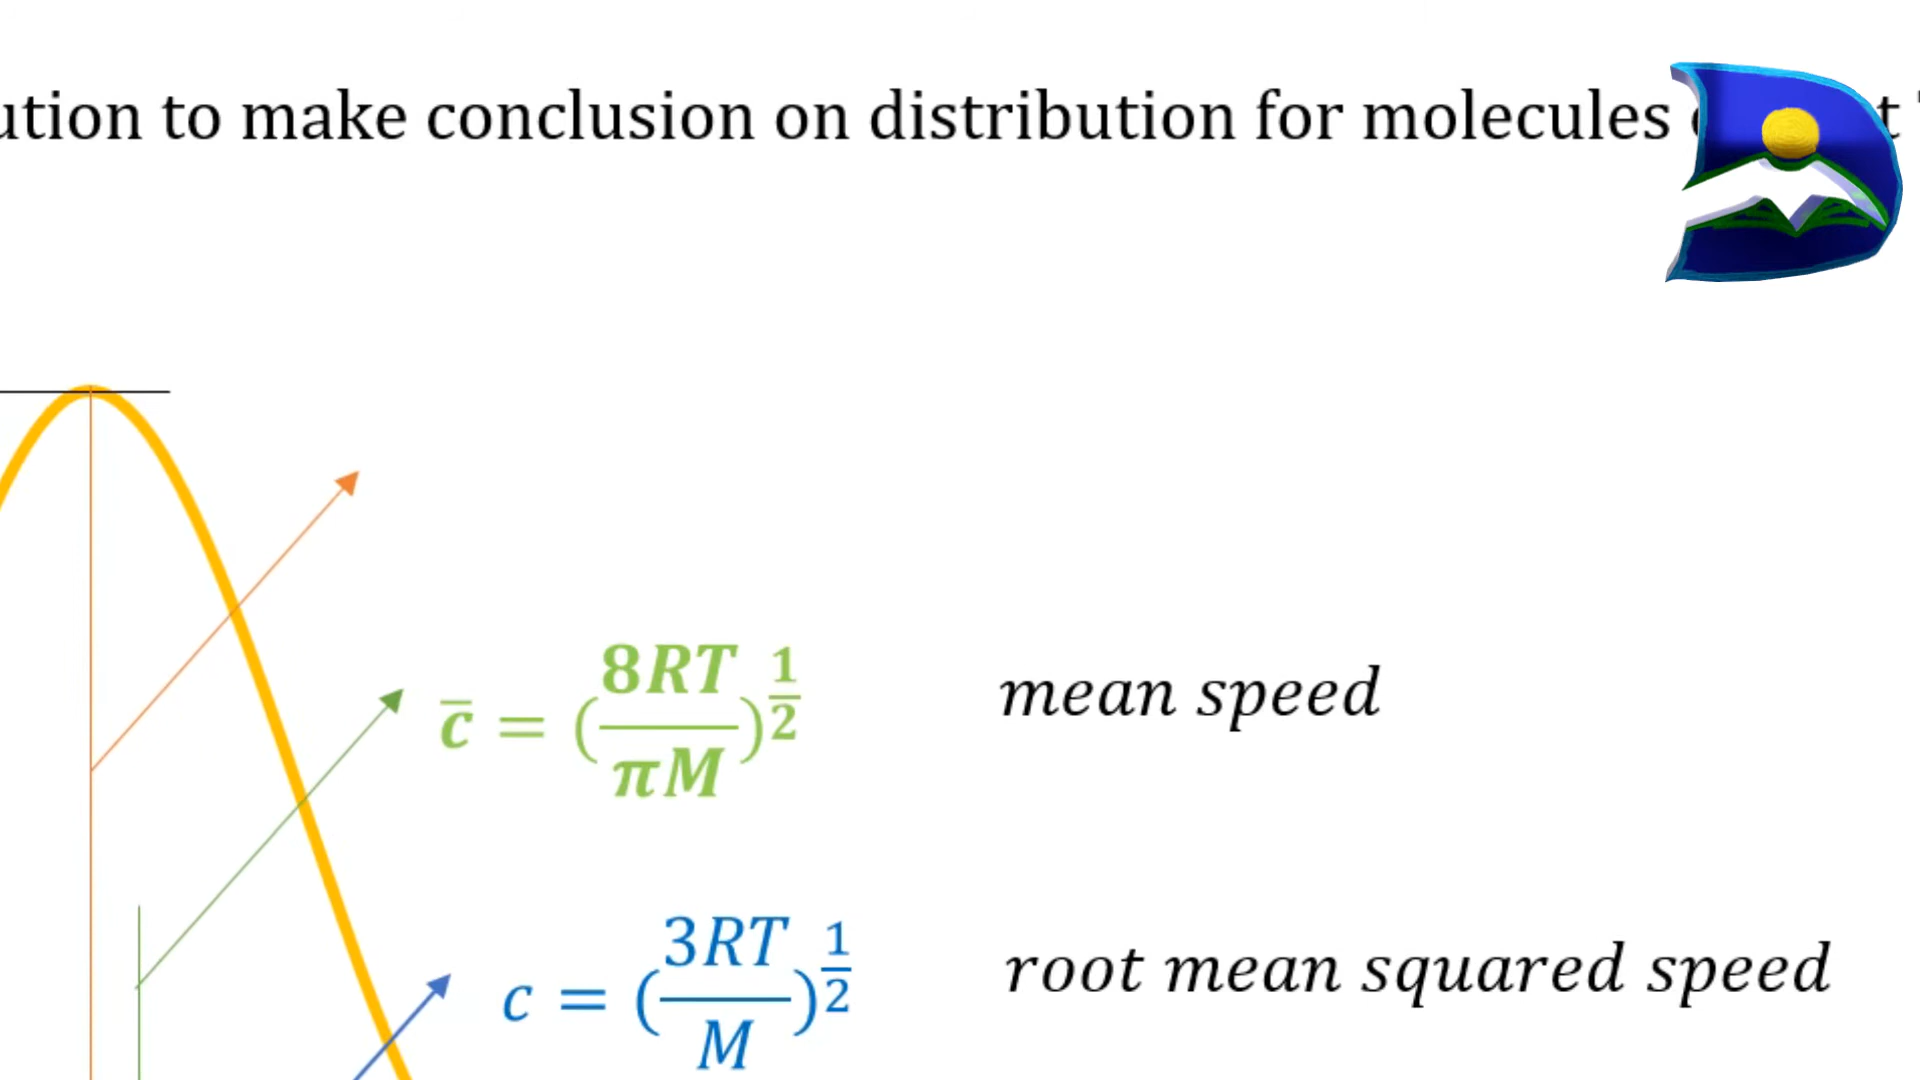 ution to make conclusion on distribution for molecules
c̅ = (8RT/πM)^1/2 mean speed
c = (3RT/M)^1/2 root mean squared speed